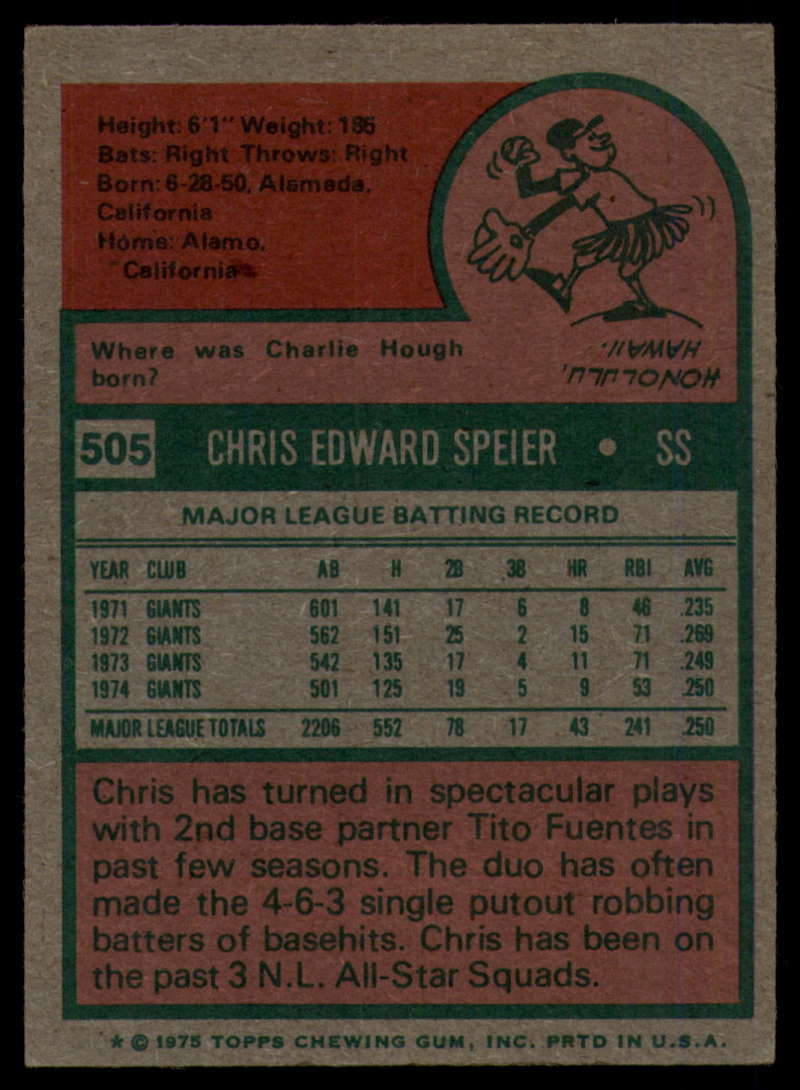 Height: 6'1" Weight: 185
Bats: Right Throws: Right
Born: 6-28-50, Alameda,
California
Home: Alamo,
California
Where was Charlie Hough
born?
HONOLULU,
HAWAII.
505 CHRIS EDWARD SPEIER • SS
MAJOR LEAGUE BATTING RECORD
YEAR CLUB AB H 2B 3B HR RBI AVG
1971 GIANTS 601 141 17 6 8 46 .235
1972 GIANTS 562 151 25 2 15 71 .269
1973 GIANTS 542 135 17 4 11 71 .249
1974 GIANTS 501 125 19 5 9 53 .250
MAJOR LEAGUE TOTALS 2206 552 78 17 43 241 .250
Chris has turned in spectacular plays
with 2nd base partner Tito Fuentes in
past few seasons. The duo has often
made the 4-6-3 single putout robbing
batters of basehits. Chris has been on
the past 3 N.L. All-Star Squads.
* © 1975 TOPPS CHEWING GUM, INC. PRTD IN U.S.A.